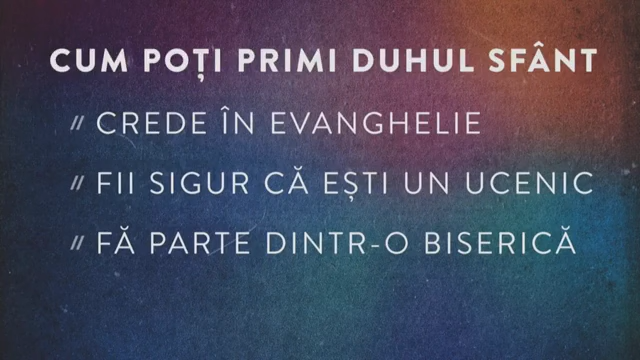 CUM POȚI PRIMI DUHUL SFÂNT
// CREDE ÎN EVANGHELIE
// FII SIGUR CĂ EȘTI UN UCENIC
// FĂ PARTE DINTR-O BISERICĂ